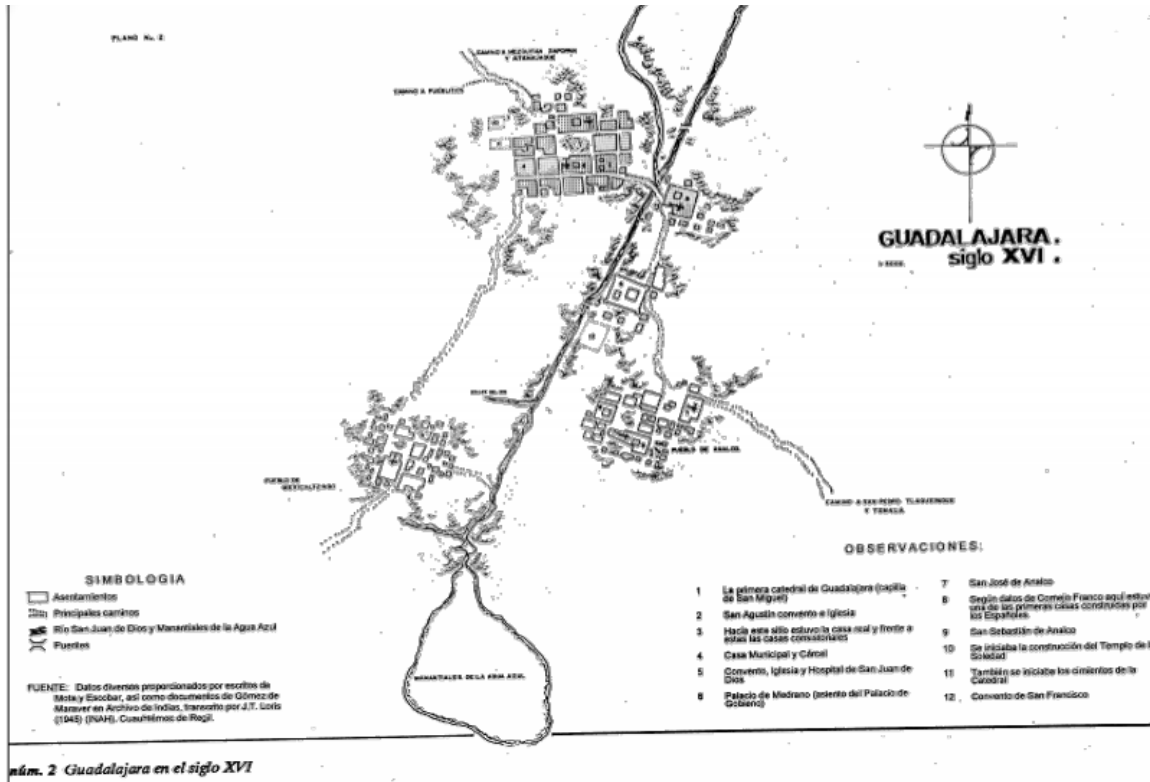 PLANO No. 2
CAMINO A MEZQUITAN ZAPOPAN
Y
CAMINO A PUEBLITOS
GUADALAJARA.
siglo XVI.
PUEBLO DE ANALCO.
PUEBLO DE
MEXICALTZINGO
CAMINO A SAN PEDRO TLAQUEPAQUE
Y TONALA.
MANANTIALES DE LA AGUA AZUL
SIMBOLOGIA
Asentamientos
Principales caminos
Río San Juan de Dios y Manantiales de la Agua Azul
Puentes
FUENTE: Datos diversos proporcionados por escritos de
Mota y Escobar, así como documentos de Gómez de
Maraver en Archivo de Indias, transcrito por J.T. Loris
(1945) (INAH). Cuauhtémoc de Regil.
OBSERVACIONES:
1 La primera catedral de Guadalajara (capilla
de San Miguel)
2 San Agustín convento e iglesia
3 Hacia este sitio estuvo la casa real y frente a
estas las casas consistoriales
4 Casa Municipal y Cárcel
5 Convento, Iglesia y Hospital de San Juan de
Dios
6 Palacio de Medrano (asiento del Palacio de
Gobierno)
7 San José de Analco
8 Según datos de Cornejo Franco aquí estuvo
una de las primeras casas construidas por
los Españoles.
9 San Sebastián de Analco
10 Se iniciaba la construcción del Templo de la
Soledad
11 También se iniciaba los cimientos de la
Catedral
12 Convento de San Francisco
núm. 2 Guadalajara en el siglo XVI